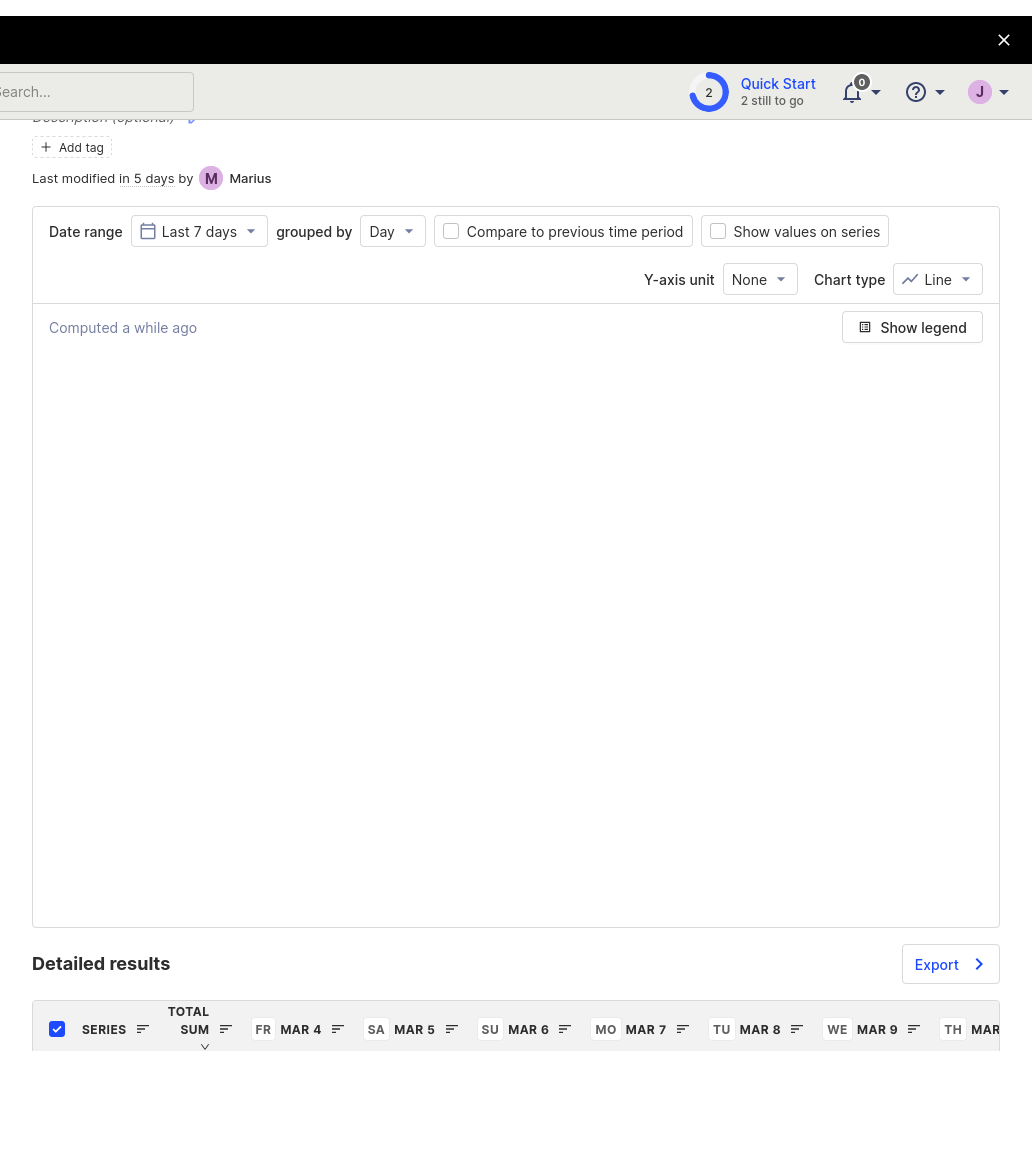 Search...
2
Quick Start
2 still to go
0
J
Description (optional)
Add tag
Last modified in 5 days by M Marius
Date range Last 7 days grouped by Day Compare to previous time period Show values on series
Y-axis unit None Chart type Line
Computed a while ago
Show legend
Detailed results
Export
SERIES TOTAL SUM FR MAR 4 SA MAR 5 SU MAR 6 MO MAR 7 TU MAR 8 WE MAR 9 TH MAR